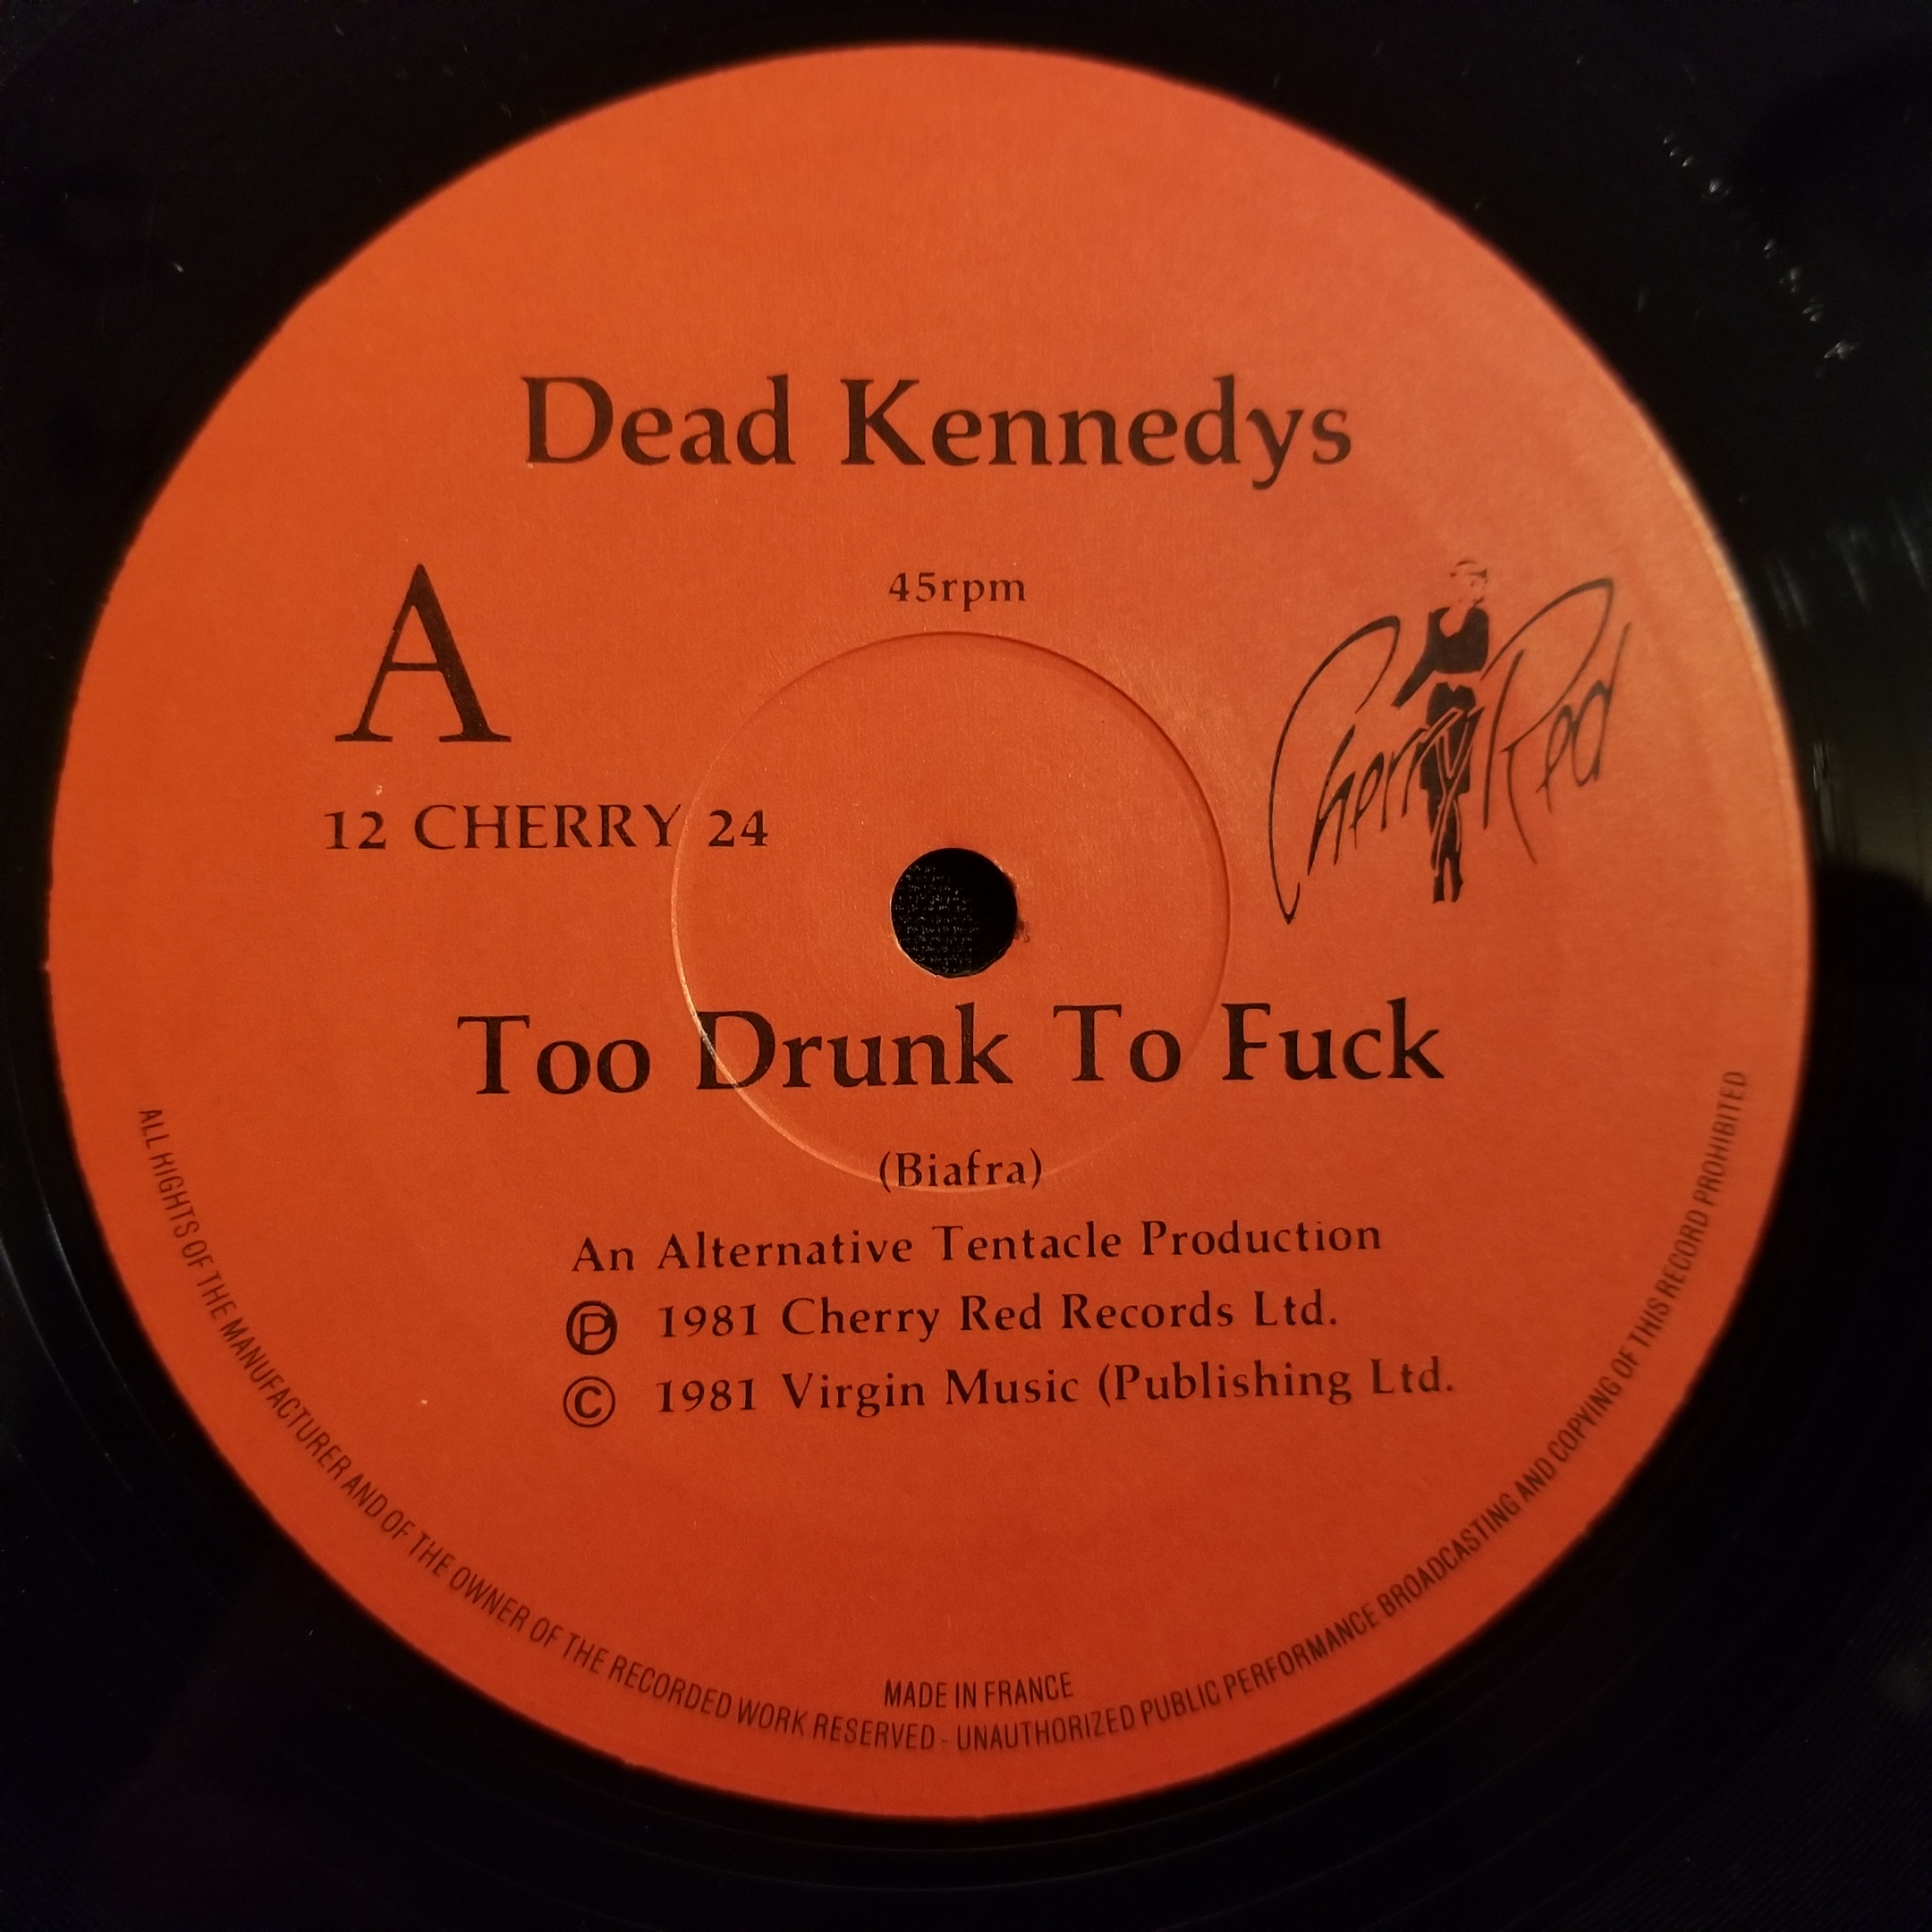 Dead Kennedys
45rpm
A
Cherry Red
12 CHERRY 24
Too Drunk To Fuck
(Biafra)
An Alternative Tentacle Production
Ⓟ 1981 Cherry Red Records Ltd.
© 1981 Virgin Music (Publishing Ltd.
MADE IN FRANCE
ALL RIGHTS OF THE MANUFACTURER AND OF THE OWNER OF THE RECORDED WORK RESERVED - UNAUTHORIZED PUBLIC PERFORMANCE BROADCASTING AND COPYING OF THIS RECORD PROHIBITED